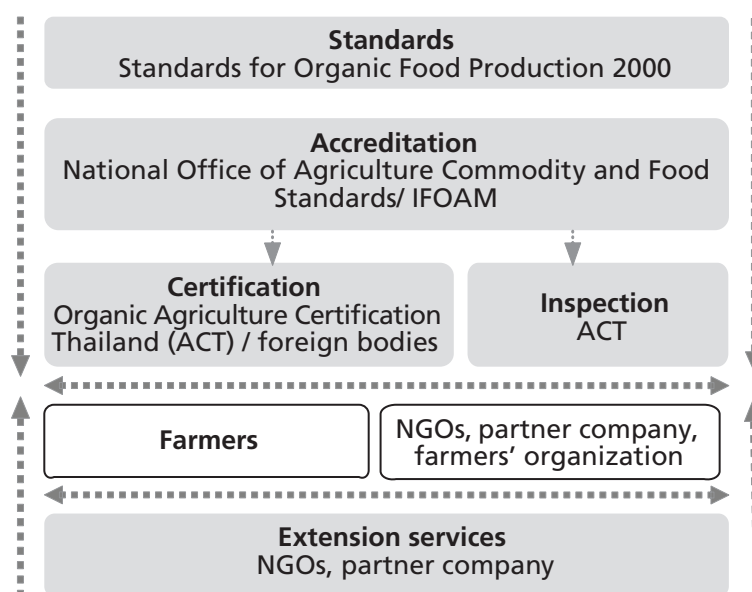 Standards
Standards for Organic Food Production 2000
Accreditation
National Office of Agriculture Commodity and Food
Standards/ IFOAM
Certification
Organic Agriculture Certification
Thailand (ACT) / foreign bodies
Inspection
ACT
Farmers
NGOs, partner company,
farmers’ organization
Extension services
NGOs, partner company